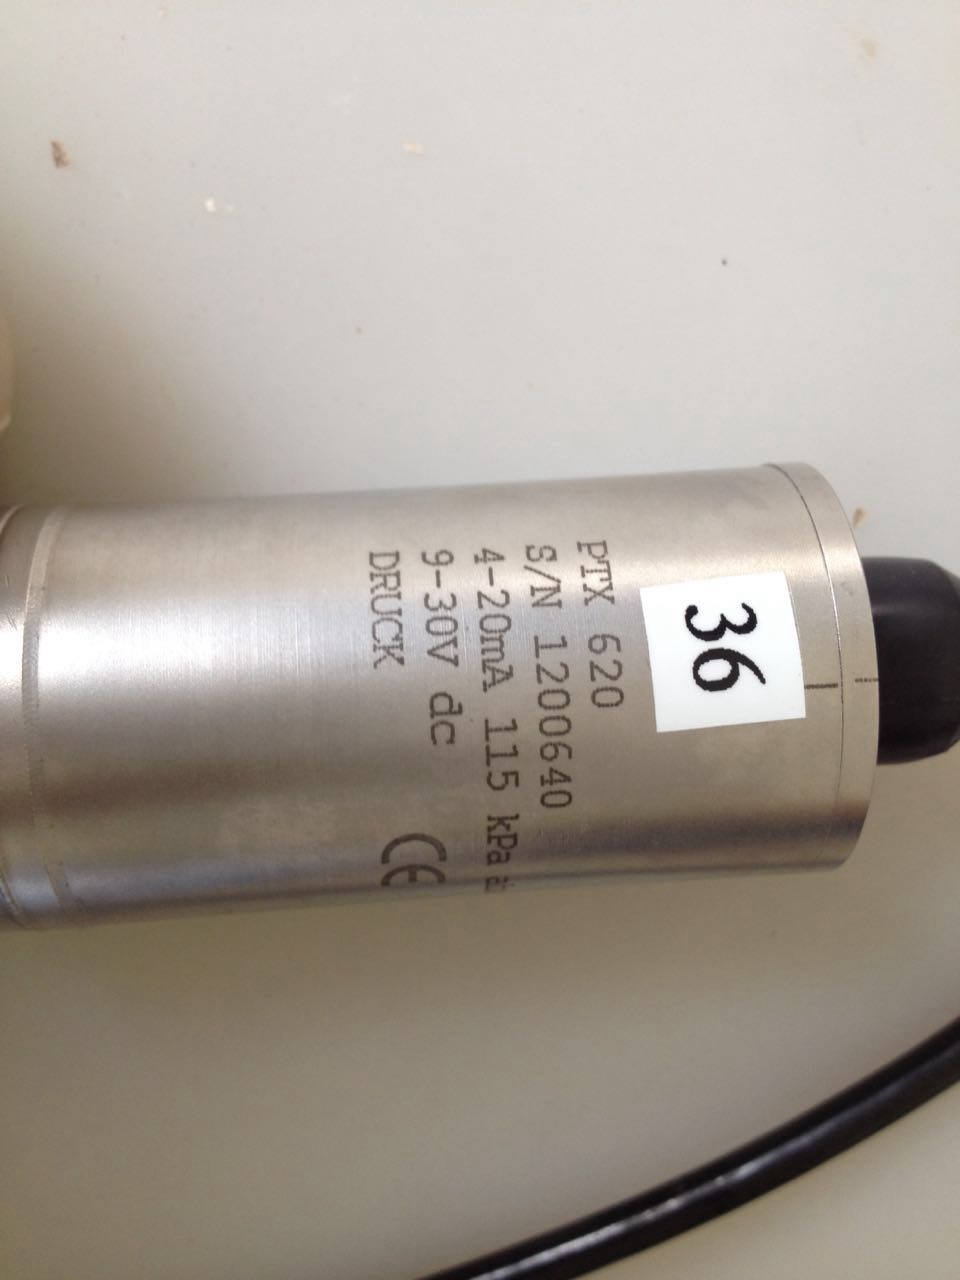 36
PTX 620
S/N 1200640
4-20mA 115 kPa
9-30V dc
DRUCK CE